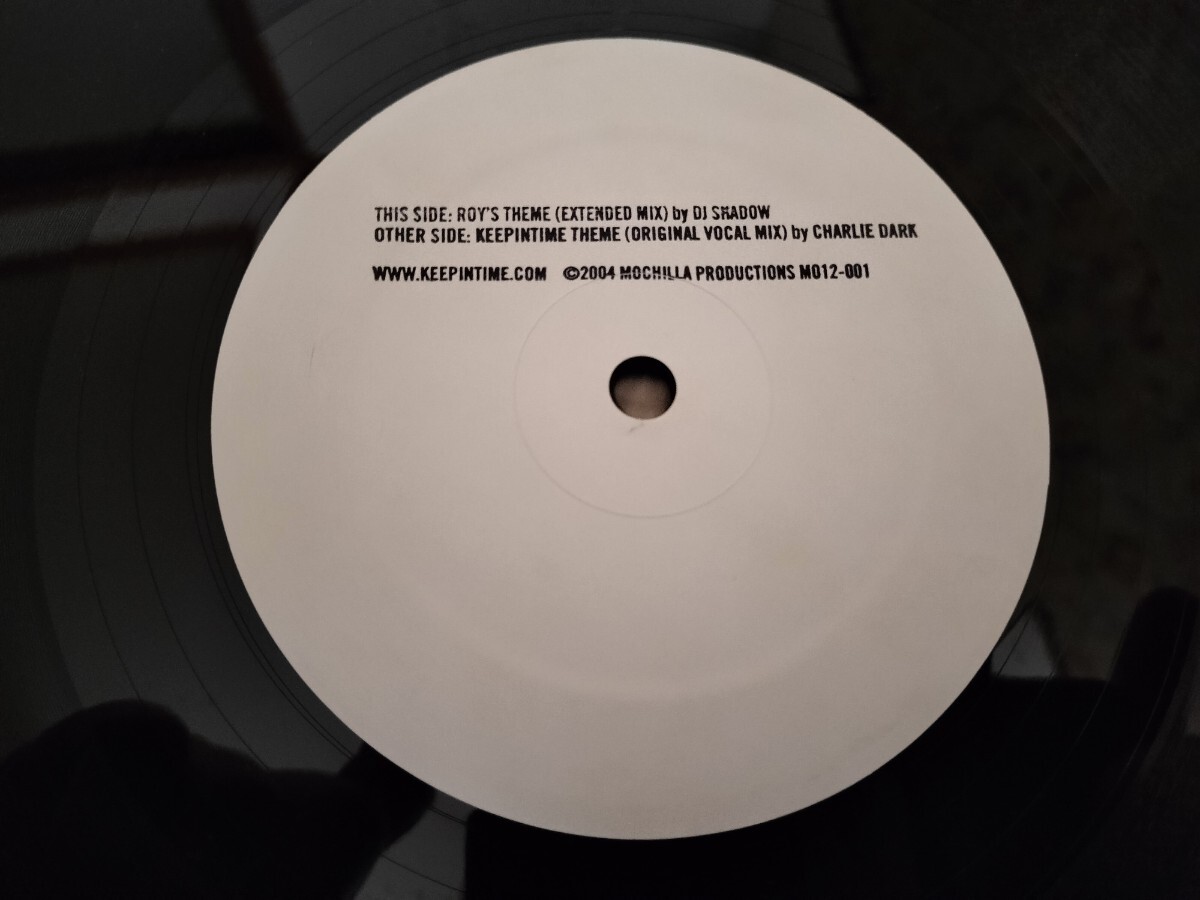 THIS SIDE: ROY'S THEME (EXTENDED MIX) by DJ SHADOW
OTHER SIDE: KEEPINTIME THEME (ORIGINAL VOCAL MIX) by CHARLIE DARK
WWW.KEEPINTIME.COM ©2004 MOCHILLA PRODUCTIONS MO12-001